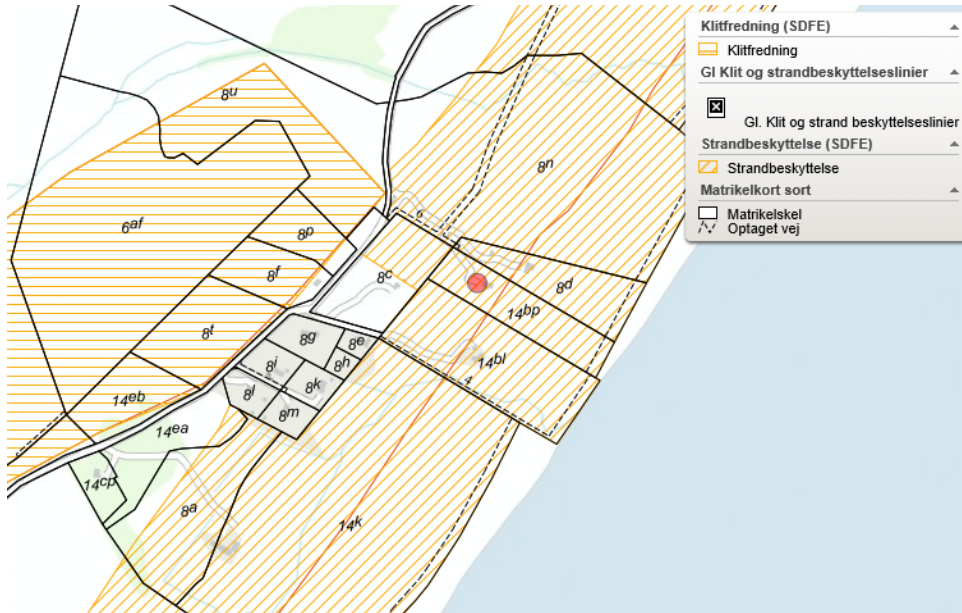 Klitfredning (SDFE)
Klitfredning
Gl Klit og strandbeskyttelseslinier
Gl. Klit og strand beskyttelseslinier
Strandbeskyttelse (SDFE)
Strandbeskyttelse
Matrikelkort sort
Matrikelskel
Optaget vej
8u
8n
6
6af
8p
8f
8c
8d
14bp
8t
8g
8e
14bl
8h
8i
8k
4
14eb
8l
8m
14ea
14cp
8a
14k